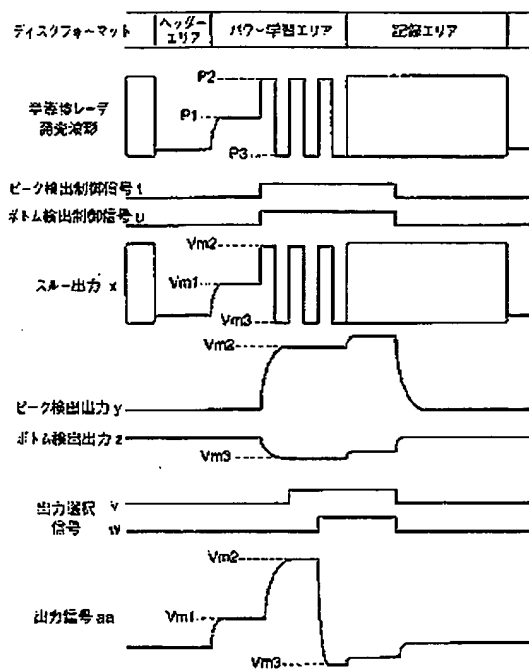 ディスクフォーマット
ヘッダー
エリア
パワー学習エリア
記録エリア
半導体レーザ
発光波形
P2
P1
P3
ピーク検出制御信号 t
ボトム検出制御信号 u
スルー出力 x
Vm2
Vm1
Vm3
Vm2
ピーク検出出力 y
ボトム検出出力 z
Vm3
出力選択
信号
v
w
Vm2
出力信号 aa
Vm1
Vm3